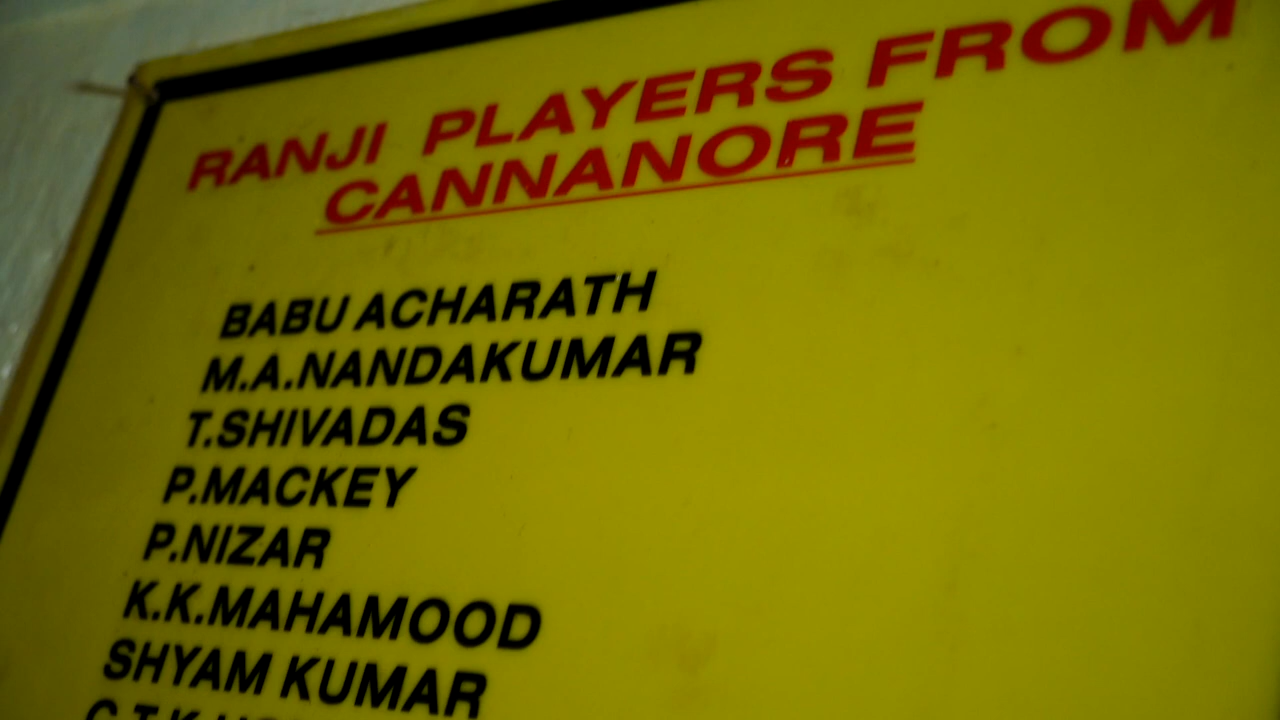 RANJI PLAYERS FROM
CANNANORE
BABU ACHARATH
M.A.NANDAKUMAR
T.SHIVADAS
P.MACKEY
P.NIZAR
K.K.MAHAMOOD
SHYAM KUMAR